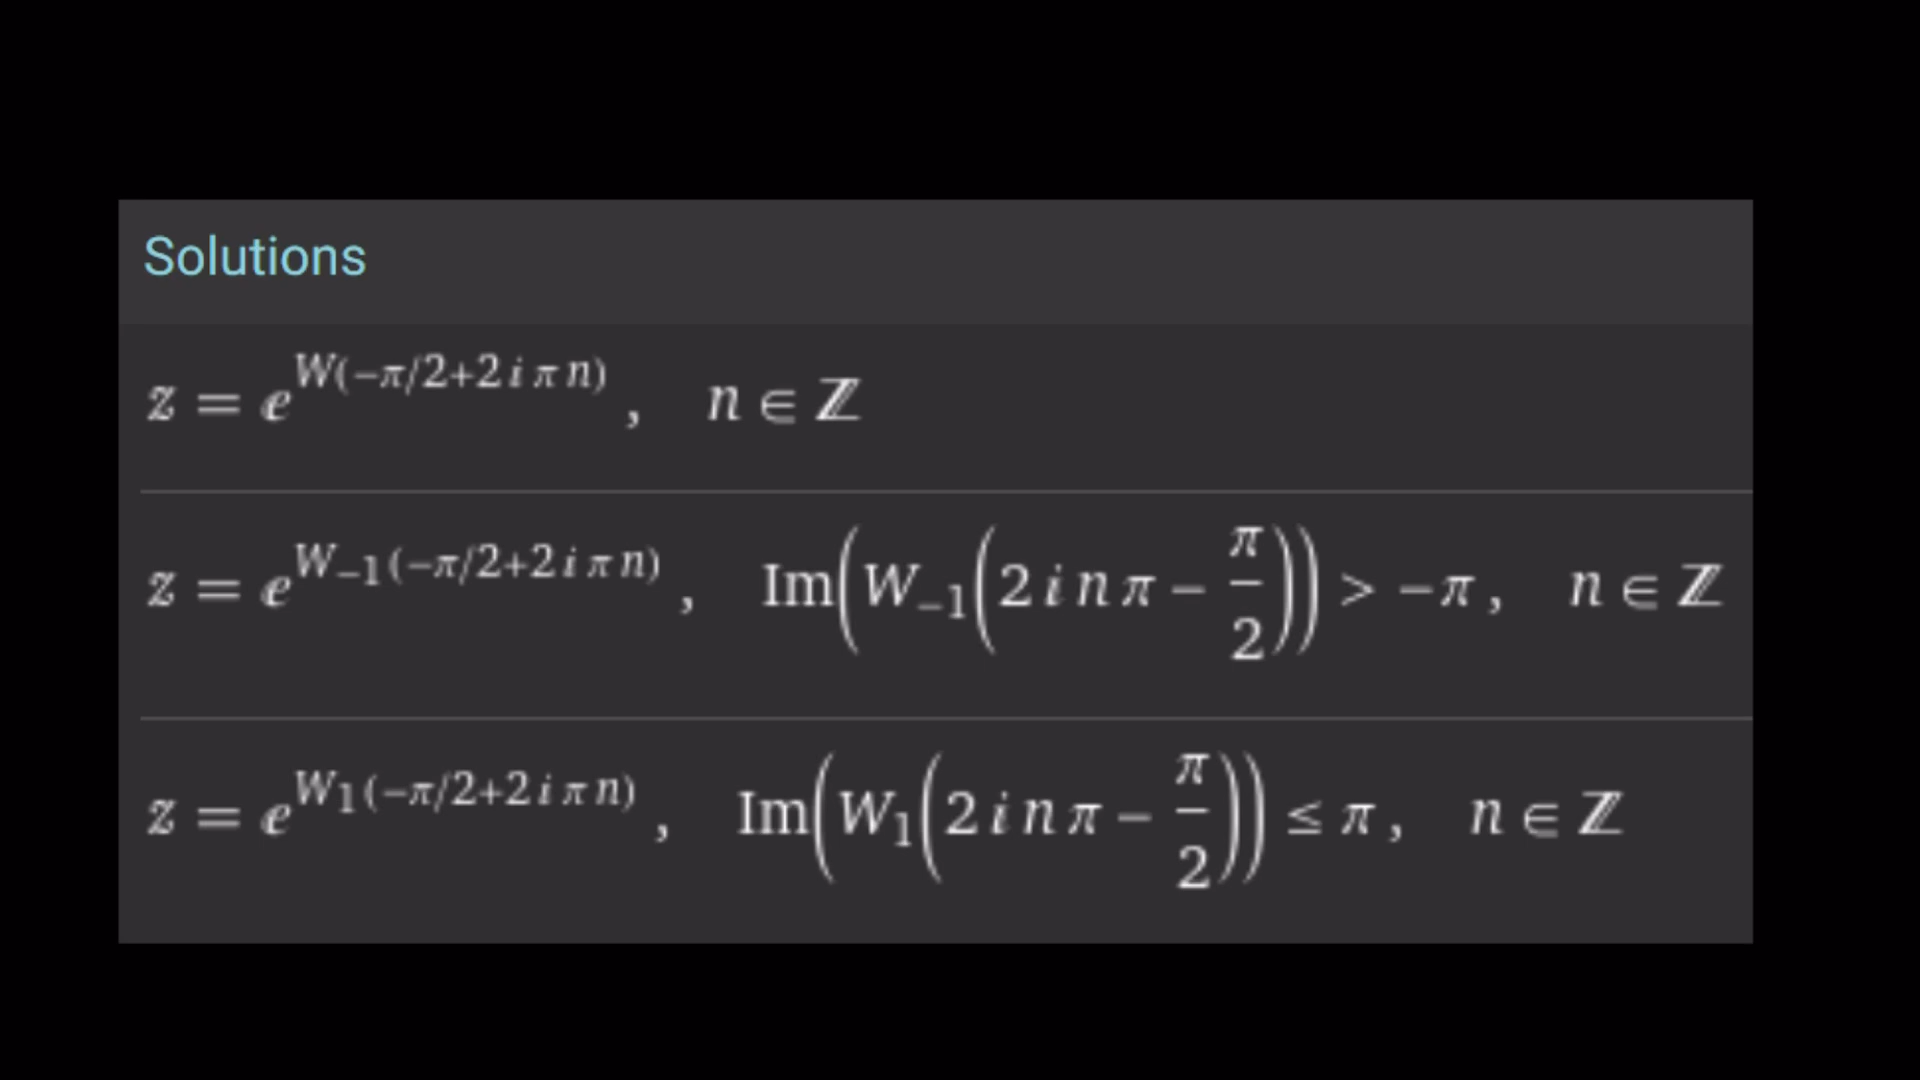 Solutions
z = e^{W(−π/2+2 i π n)} , n ∈ ℤ
z = e^{W_{−1}(−π/2+2 i π n)} , Im(W_{−1}(2 i n π − π/2)) > −π , n ∈ ℤ
z = e^{W_1(−π/2+2 i π n)} , Im(W_1(2 i n π − π/2)) ≤ π , n ∈ ℤ